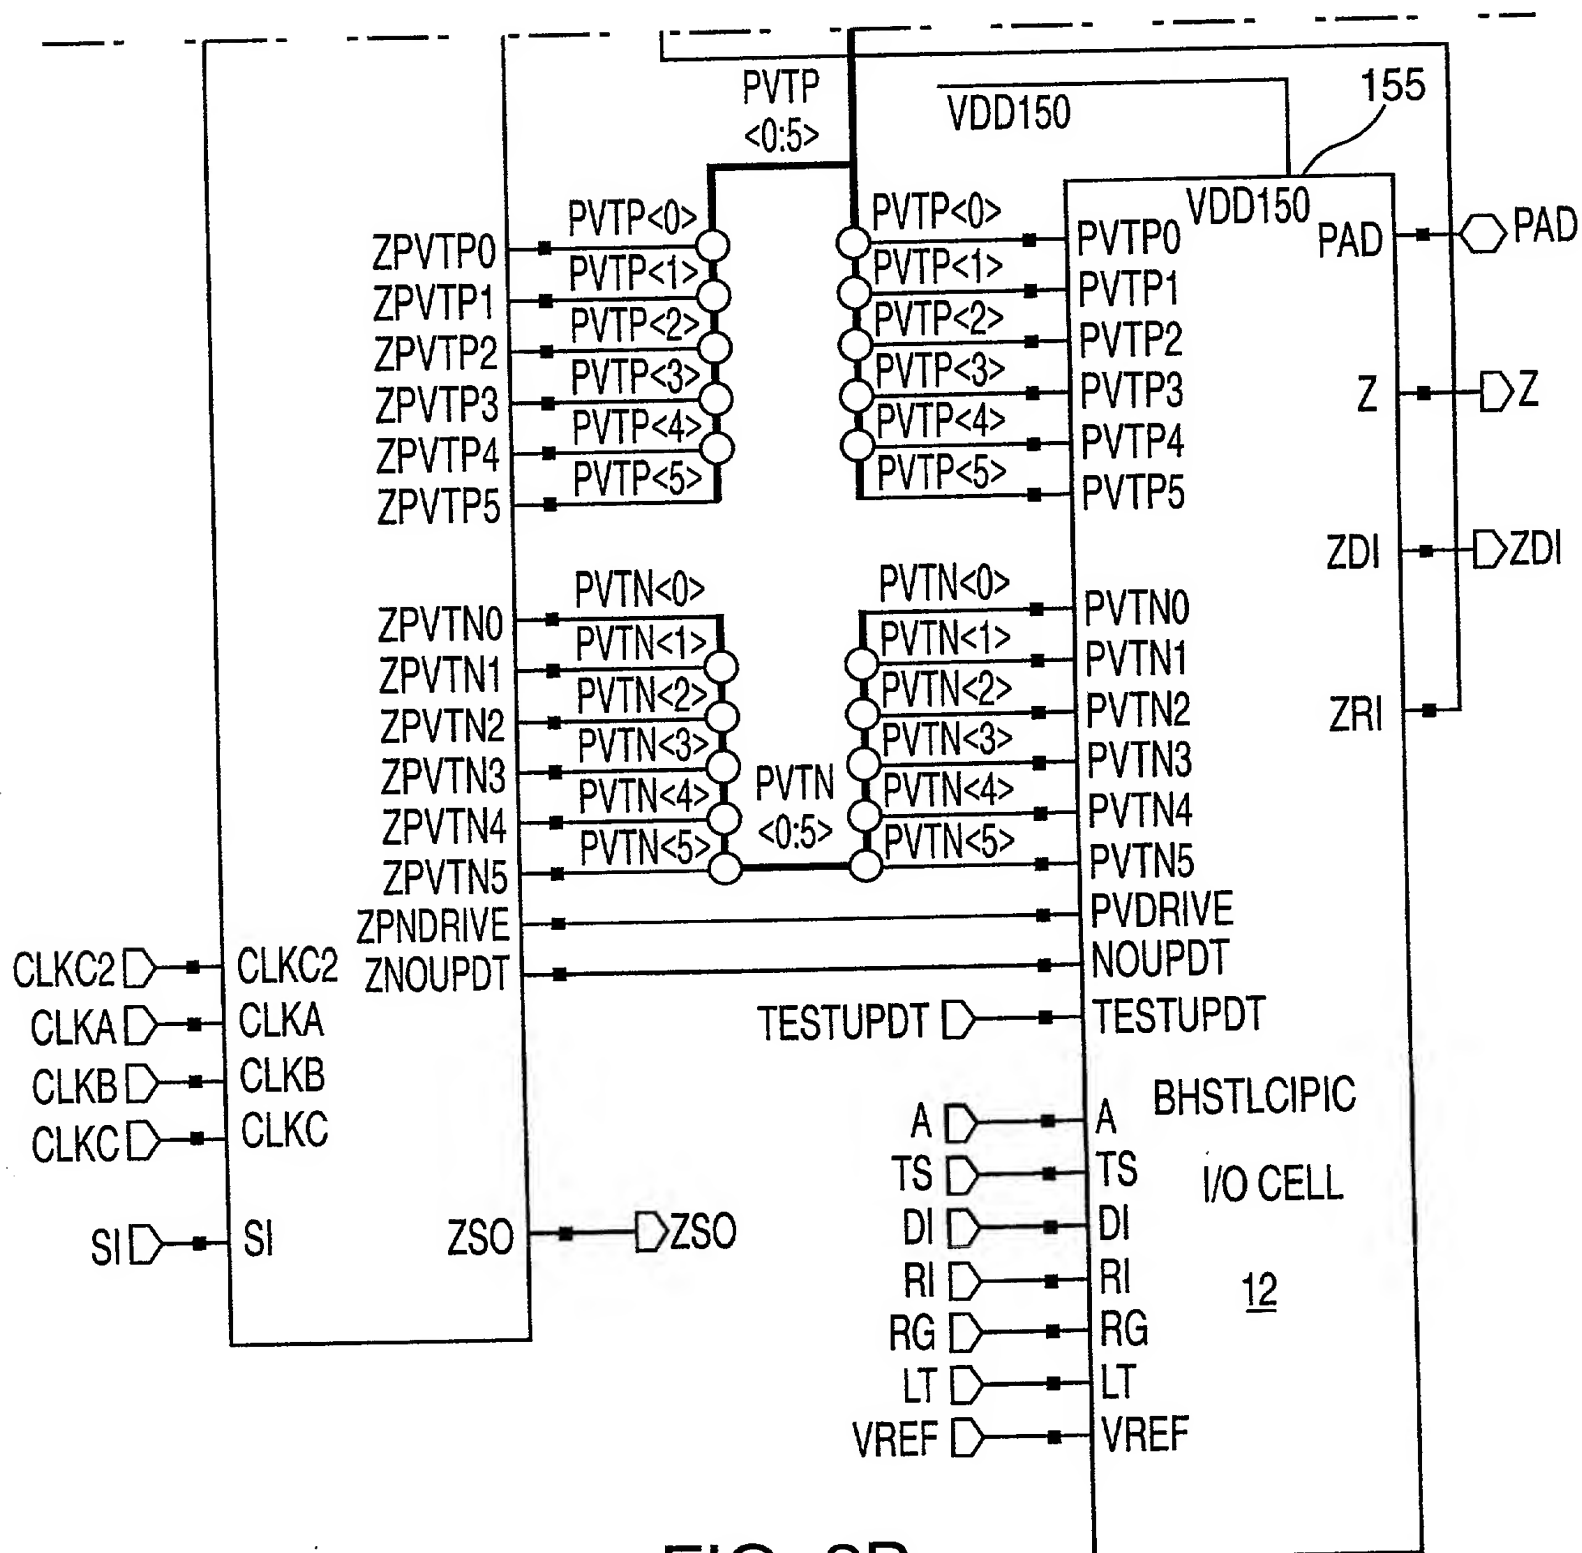 PVTP
<0:5>
VDD150
155
VDD150
ZPVTP0 PVTP<0> PVTP<0> PVTP0 PAD PAD
ZPVTP1 PVTP<1> PVTP<1> PVTP1
ZPVTP2 PVTP<2> PVTP<2> PVTP2
ZPVTP3 PVTP<3> PVTP<3> PVTP3 Z Z
ZPVTP4 PVTP<4> PVTP<4> PVTP4
ZPVTP5 PVTP<5> PVTP<5> PVTP5
ZDI ZDI
ZPVTN0 PVTN<0> PVTN<0> PVTN0
ZPVTN1 PVTN<1> PVTN<1> PVTN1
ZPVTN2 PVTN<2> PVTN<2> PVTN2 ZRI
ZPVTN3 PVTN<3> PVTN<3> PVTN3
PVTN
<0:5>
ZPVTN4 PVTN<4> PVTN<4> PVTN4
ZPVTN5 PVTN<5> PVTN<5> PVTN5
ZPNDRIVE PVDRIVE
CLKC2 CLKC2 ZNOUPDT NOUPDT
CLKA CLKA TESTUPDT TESTUPDT
CLKB CLKB
CLKC CLKC
A A BHSTLCIPIC
TS TS I/O CELL
SI SI ZSO ZSO
DI DI
RI RI 12
RG RG
LT LT
VREF VREF